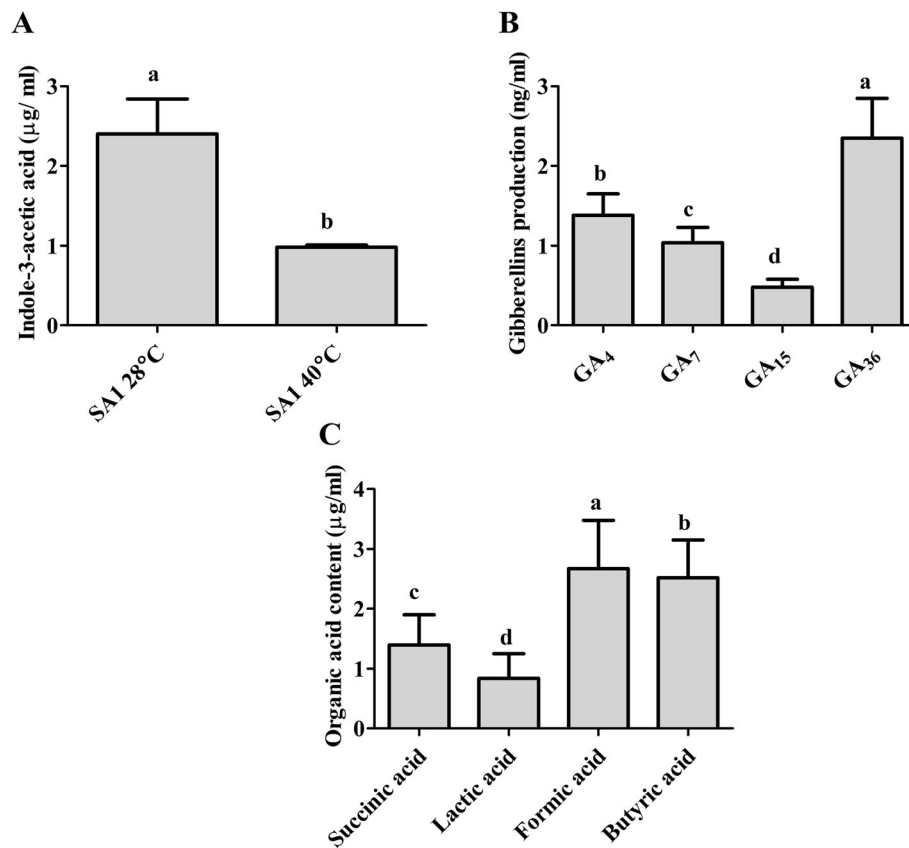 A
Indole-3-acetic acid (μg/ ml)
3
2
1
0
a
b
SA1 28°C
SA1 40°C
B
Gibberellins production (ng/ml)
3
2
1
0
b
c
d
a
GA₄
GA₇
GA₁₅
GA₃₆
C
Organic acid content (μg/ml)
4
3
2
1
0
c
d
a
b
Succinic acid
Lactic acid
Formic acid
Butyric acid